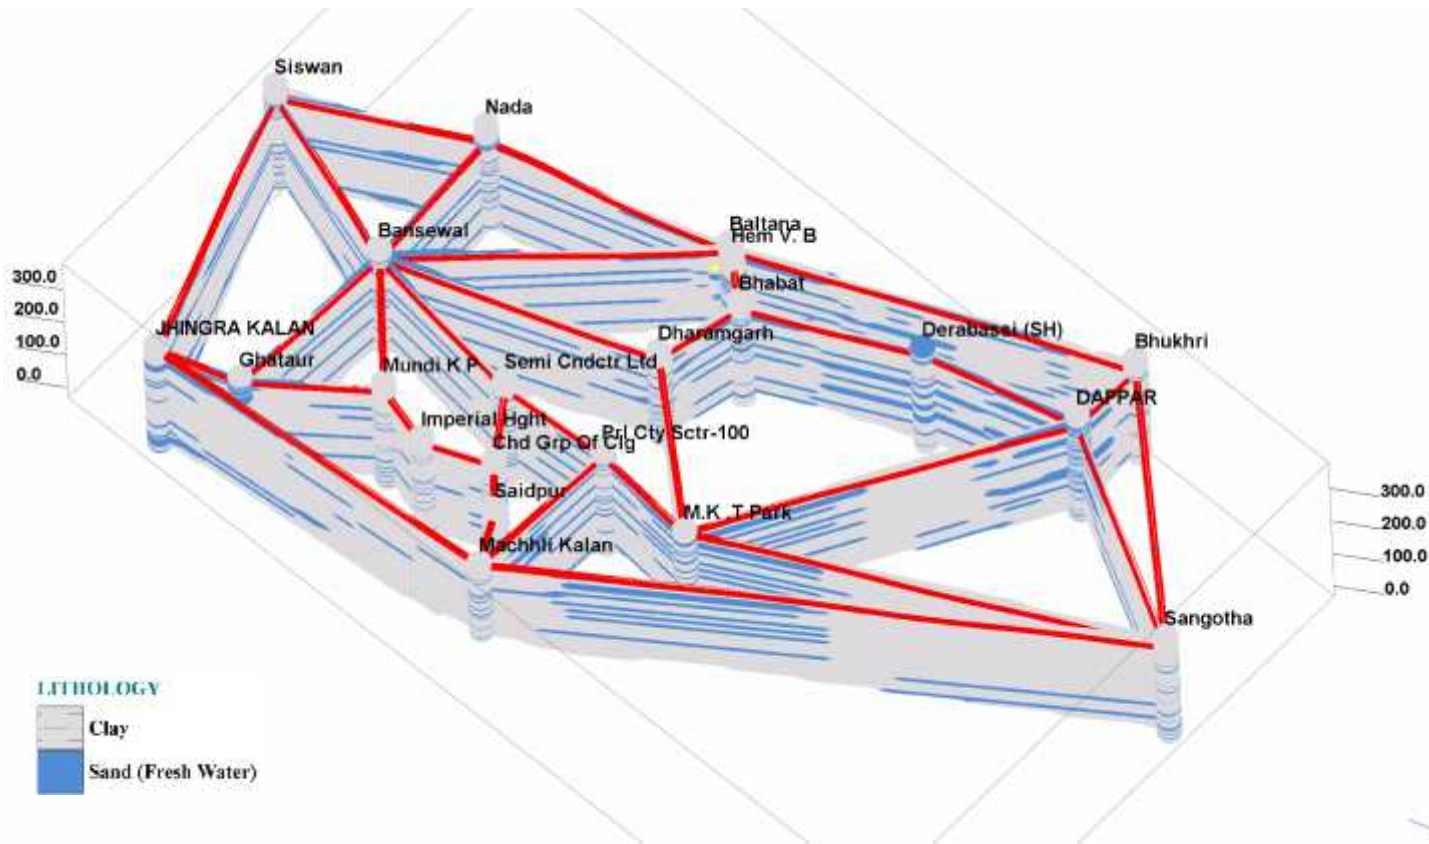 Siswan
Nada
Baltana
Hem V. B
Bansewal
Bhabat
300.0
200.0
100.0
0.0
JHINGRA KALAN
Ghataur
Mundi K P
Semi Cndctr Ltd
Dharamgarh
Derabassi (SH)
Bhukhri
DAPPAR
Imperial Hght
Chd Grp Of Clg
Prl Cty Sctr-100
Saidpur
M.K .T Park
Machhli Kalan
300.0
200.0
100.0
0.0
Sangotha
LITHOLOGY
Clay
Sand (Fresh Water)